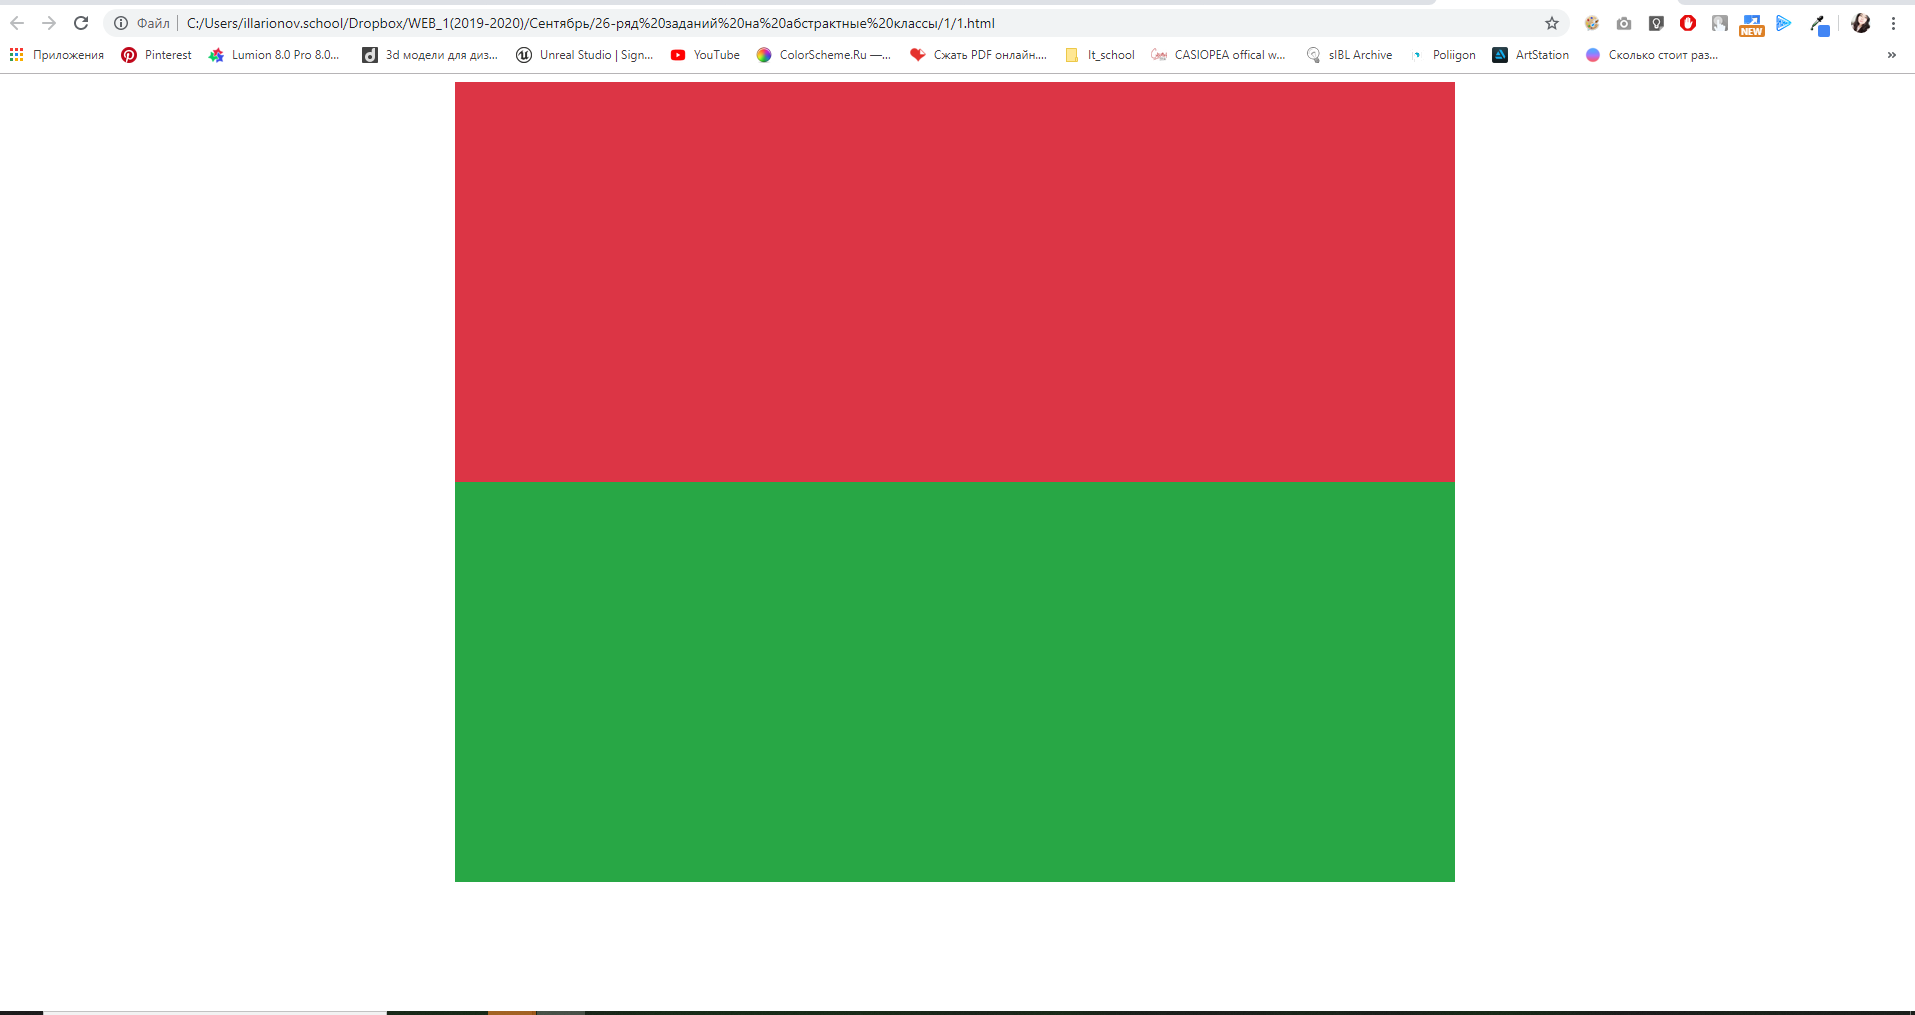 Файл C:/Users/illarionov.school/Dropbox/WEB_1(2019-2020)/Сентябрь/26-ряд%20заданий%20на%20абстрактные%20классы/1/1.html NEW
Приложения Pinterest Lumion 8.0 Pro 8.0... 3d модели для диз... Unreal Studio | Sign... YouTube ColorScheme.Ru —... Сжать PDF онлайн.... It_school CASIOPEA offical w... sIBL Archive Poliigon ArtStation Сколько стоит раз... »